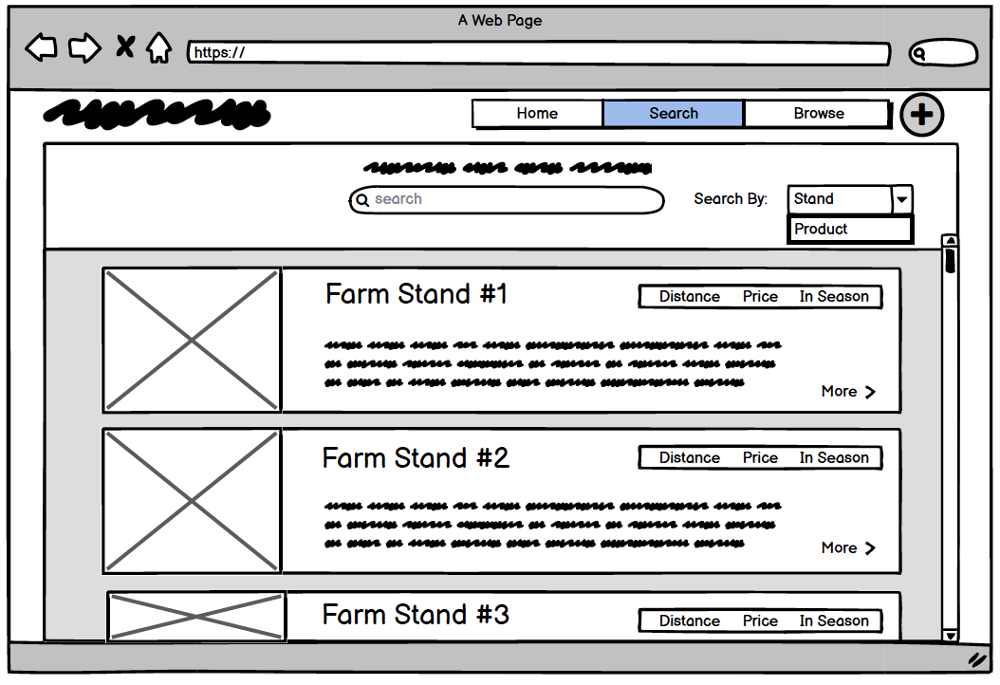 A Web Page
https://
Home Search Browse
search
Search By: Stand
Product
Farm Stand #1
Distance Price In Season
More
Farm Stand #2
Distance Price In Season
More
Farm Stand #3
Distance Price In Season